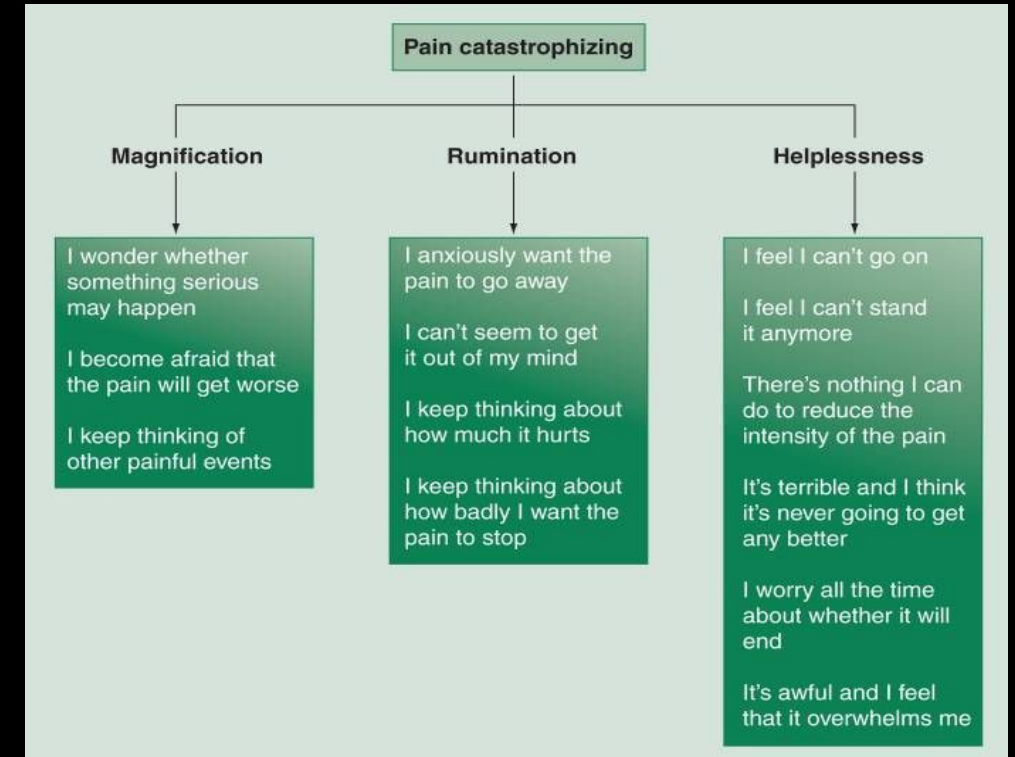 Pain catastrophizing
Magnification
Rumination
Helplessness
I wonder whether
something serious
may happen
I become afraid that
the pain will get worse
I keep thinking of
other painful events
I anxiously want the
pain to go away
I can't seem to get
it out of my mind
I keep thinking about
how much it hurts
I keep thinking about
how badly I want the
pain to stop
I feel I can't go on
I feel I can't stand
it anymore
There's nothing I can
do to reduce the
intensity of the pain
It's terrible and I think
it's never going to get
any better
I worry all the time
about whether it will
end
It's awful and I feel
that it overwhelms me